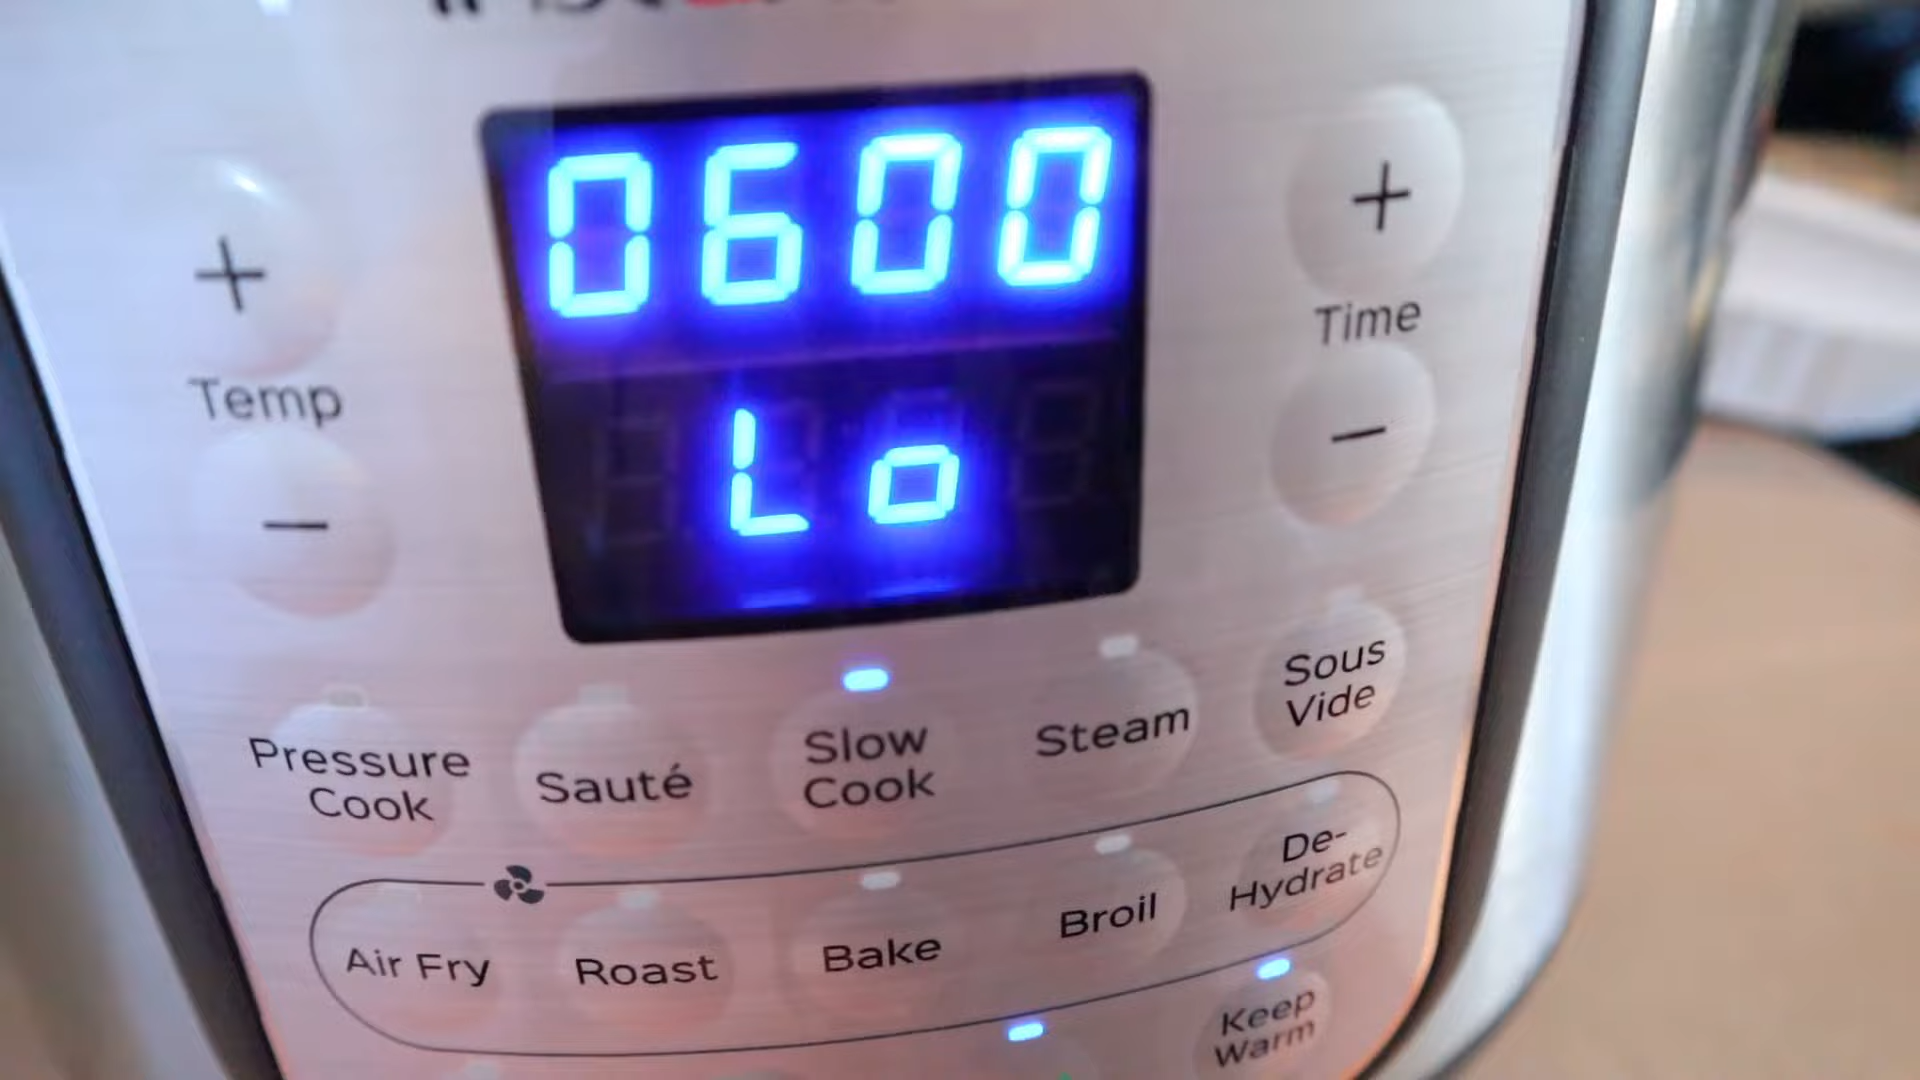 0600
Lo
+
Temp
−
+
Time
−
Pressure
Cook
Sauté
Slow
Cook
Steam
Sous
Vide
Air Fry
Roast
Bake
Broil
De-
Hydrate
Keep
Warm